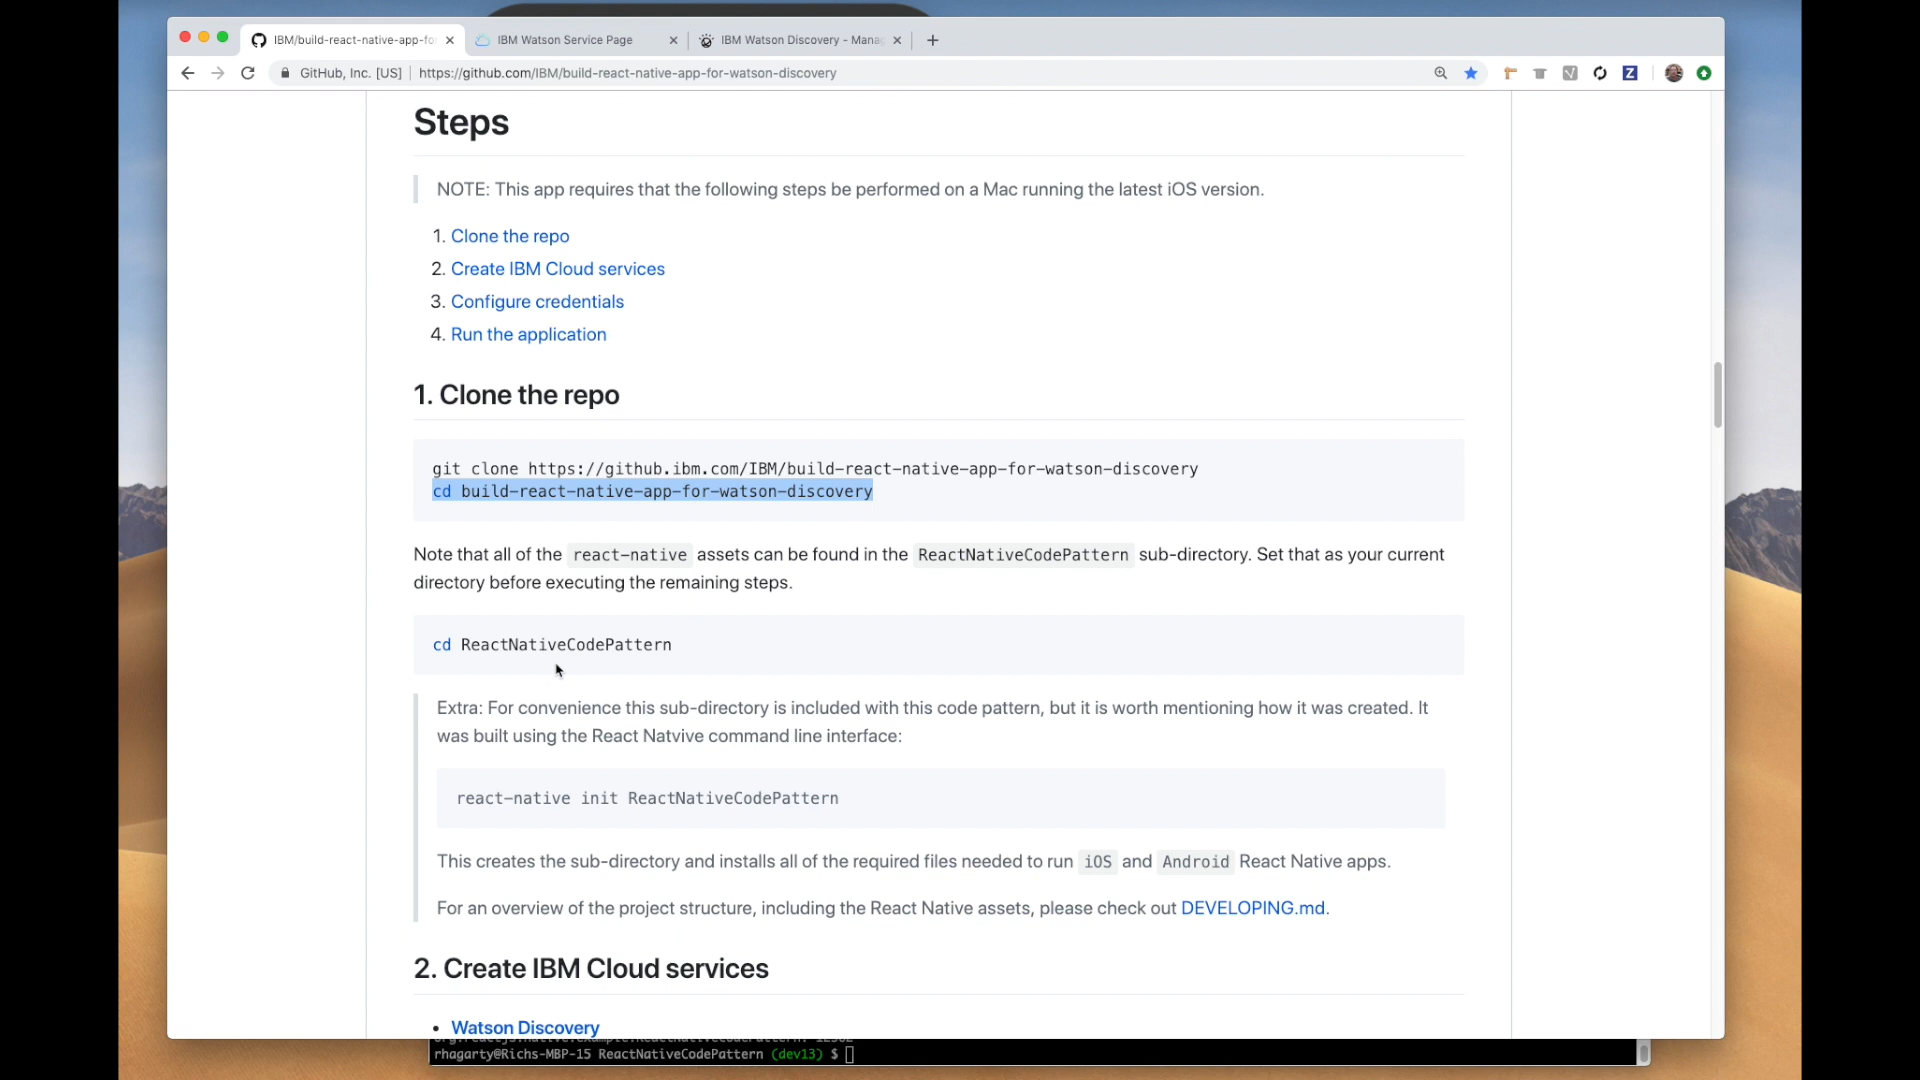 IBM/build-react-native-app-fo
IBM Watson Service Page
IBM Watson Discovery - Mana
GitHub, Inc. [US]
https://github.com/IBM/build-react-native-app-for-watson-discovery
Steps
NOTE: This app requires that the following steps be performed on a Mac running the latest iOS version.
1. Clone the repo
2. Create IBM Cloud services
3. Configure credentials
4. Run the application
1. Clone the repo
git clone https://github.ibm.com/IBM/build-react-native-app-for-watson-discovery
cd build-react-native-app-for-watson-discovery
Note that all of the react-native assets can be found in the ReactNativeCodePattern sub-directory. Set that as your current
directory before executing the remaining steps.
cd ReactNativeCodePattern
Extra: For convenience this sub-directory is included with this code pattern, but it is worth mentioning how it was created. It
was built using the React Natvive command line interface:
react-native init ReactNativeCodePattern
This creates the sub-directory and installs all of the required files needed to run iOS and Android React Native apps.
For an overview of the project structure, including the React Native assets, please check out DEVELOPING.md.
2. Create IBM Cloud services
• Watson Discovery
rhagarty@Richs-MBP-15 ReactNativeCodePattern (dev13) $